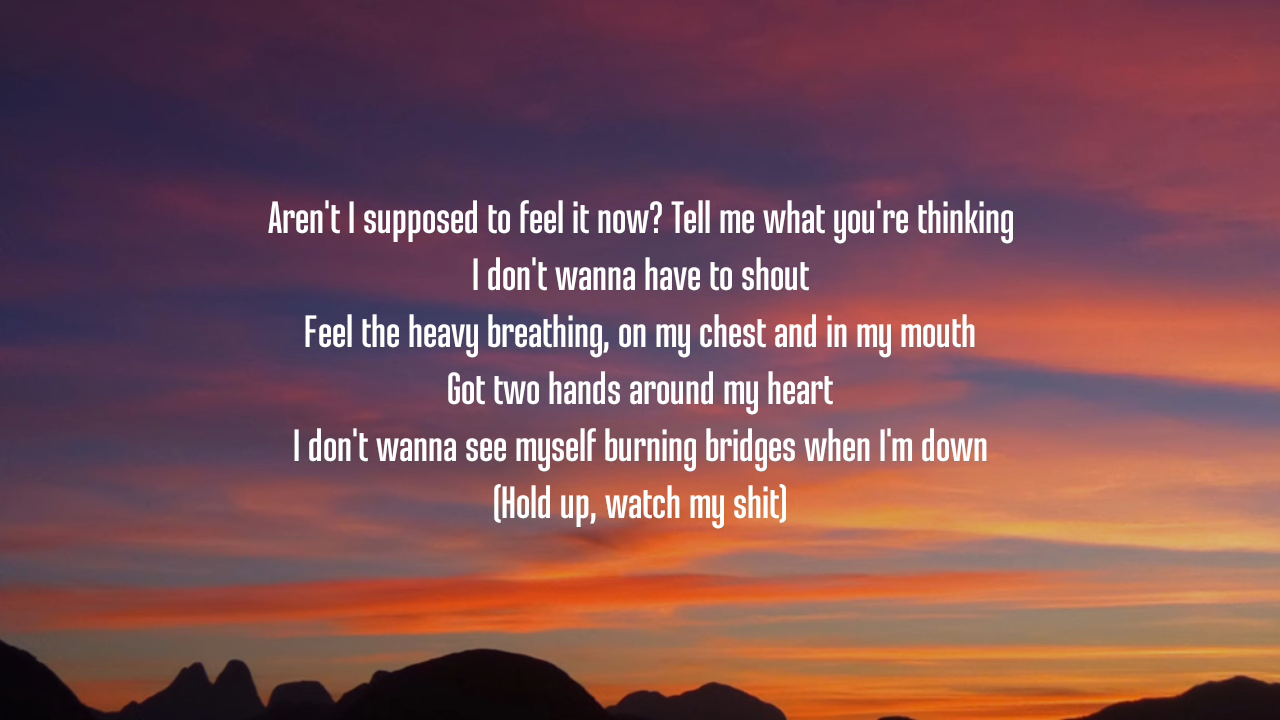 Aren't I supposed to feel it now? Tell me what you're thinking
I don't wanna have to shout
Feel the heavy breathing, on my chest and in my mouth
Got two hands around my heart
I don't wanna see myself burning bridges when I'm down
(Hold up, watch my shit)